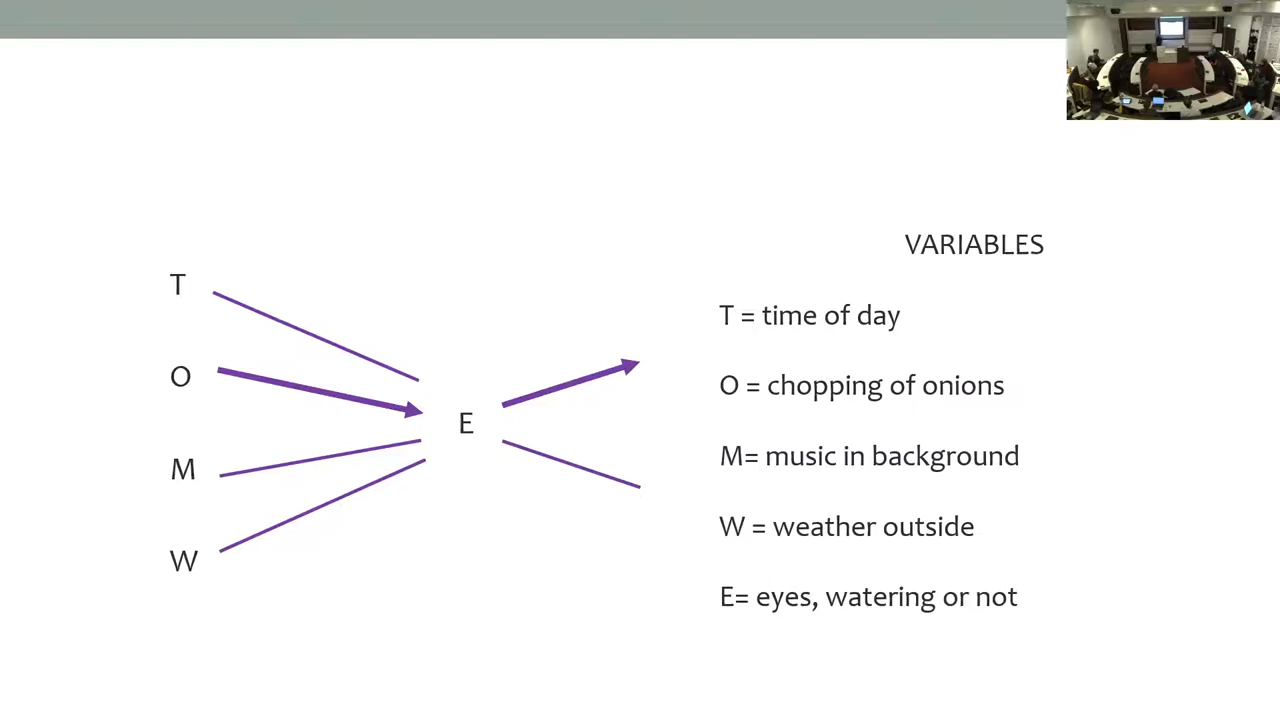 VARIABLES
T
T = time of day
O
O = chopping of onions
E
M
M= music in background
W
W = weather outside
E= eyes, watering or not